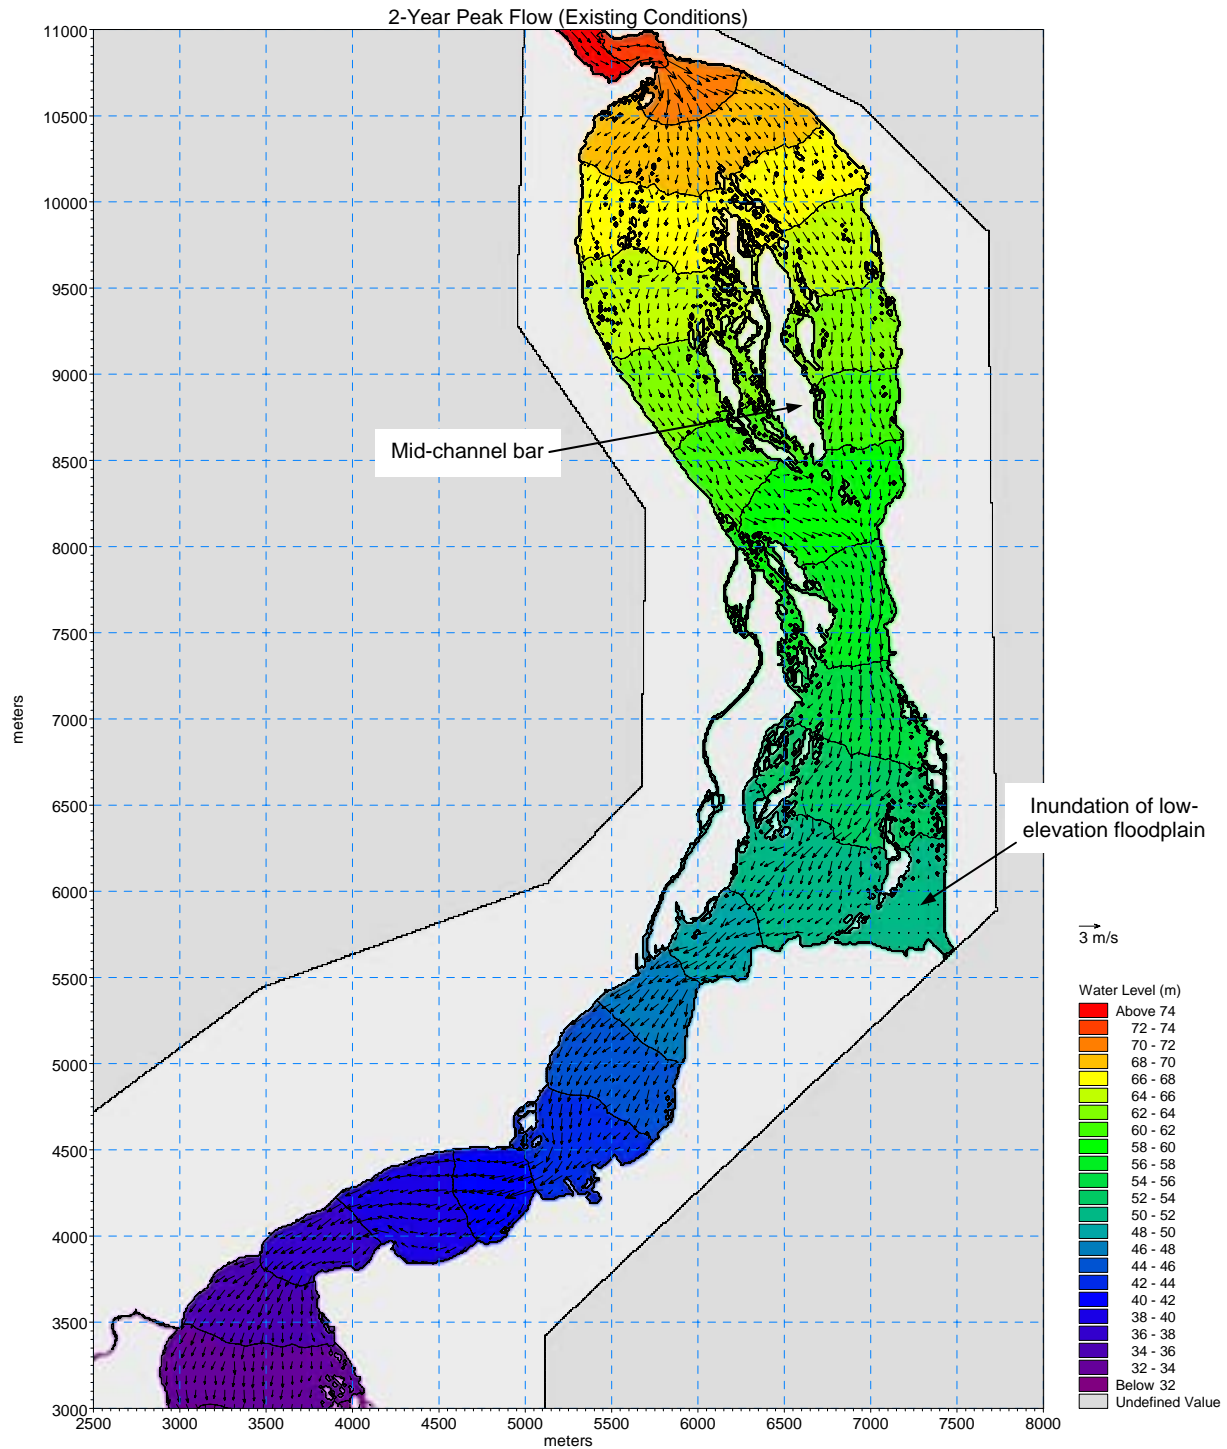 2-Year Peak Flow (Existing Conditions)
11000
10500
10000
9500
9000
8500
8000
7500
7000
6500
6000
5500
5000
4500
4000
3500
3000
meters
2500 3000 3500 4000 4500 5000 5500 6000 6500 7000 7500 8000
meters
Mid-channel bar
Inundation of low-
elevation floodplain
3 m/s
Water Level (m)
Above 74
72 - 74
70 - 72
68 - 70
66 - 68
64 - 66
62 - 64
60 - 62
58 - 60
56 - 58
54 - 56
52 - 54
50 - 52
48 - 50
46 - 48
44 - 46
42 - 44
40 - 42
38 - 40
36 - 38
34 - 36
32 - 34
Below 32
Undefined Value